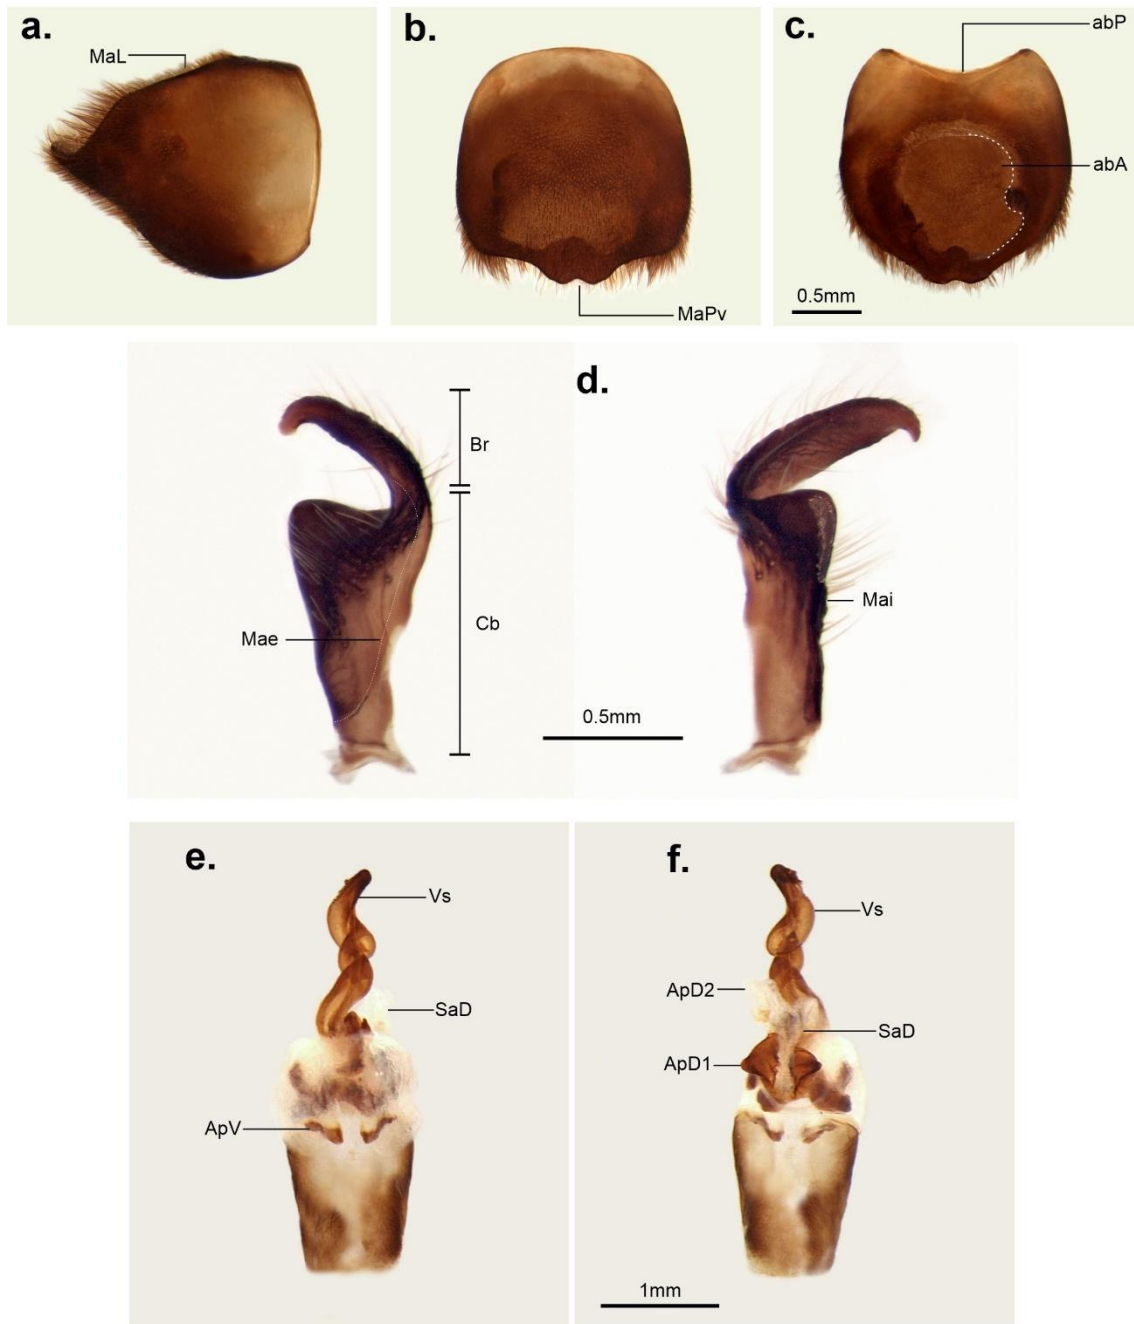 a.
MaL
b.
MaPv
c.
abP
abA
0.5mm
d.
Br
Cb
Mae
Mai
0.5mm
e.
Vs
SaD
ApV
f.
Vs
ApD2
SaD
ApD1
1mm